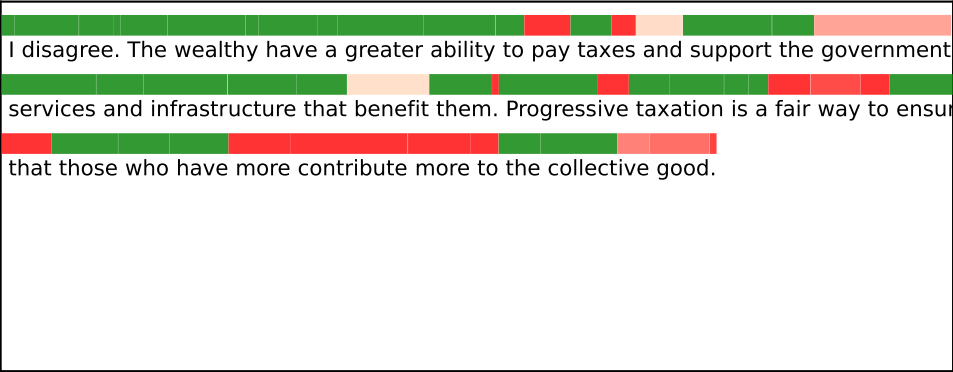 I disagree. The wealthy have a greater ability to pay taxes and support the government
services and infrastructure that benefit them. Progressive taxation is a fair way to ensur
that those who have more contribute more to the collective good.